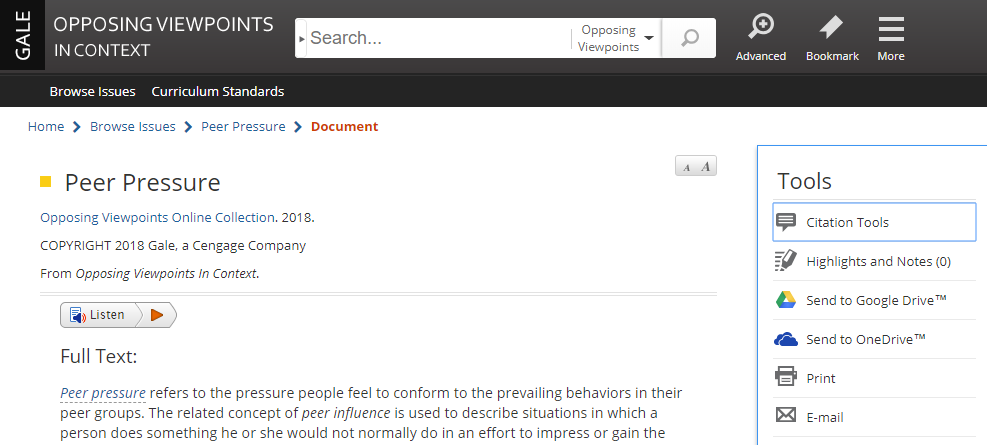 GALE
OPPOSING VIEWPOINTS
IN CONTEXT
Search...
Opposing
Viewpoints
Advanced
Bookmark
More
Browse Issues Curriculum Standards
Home Browse Issues Peer Pressure Document
A A
Peer Pressure
Opposing Viewpoints Online Collection. 2018.
COPYRIGHT 2018 Gale, a Cengage Company
From Opposing Viewpoints In Context.
Listen
Full Text:
Peer pressure refers to the pressure people feel to conform to the prevailing behaviors in their
peer groups. The related concept of peer influence is used to describe situations in which a
person does something he or she would not normally do in an effort to impress or gain the
Tools
Citation Tools
Highlights and Notes (0)
Send to Google Drive™
Send to OneDrive™
Print
E-mail